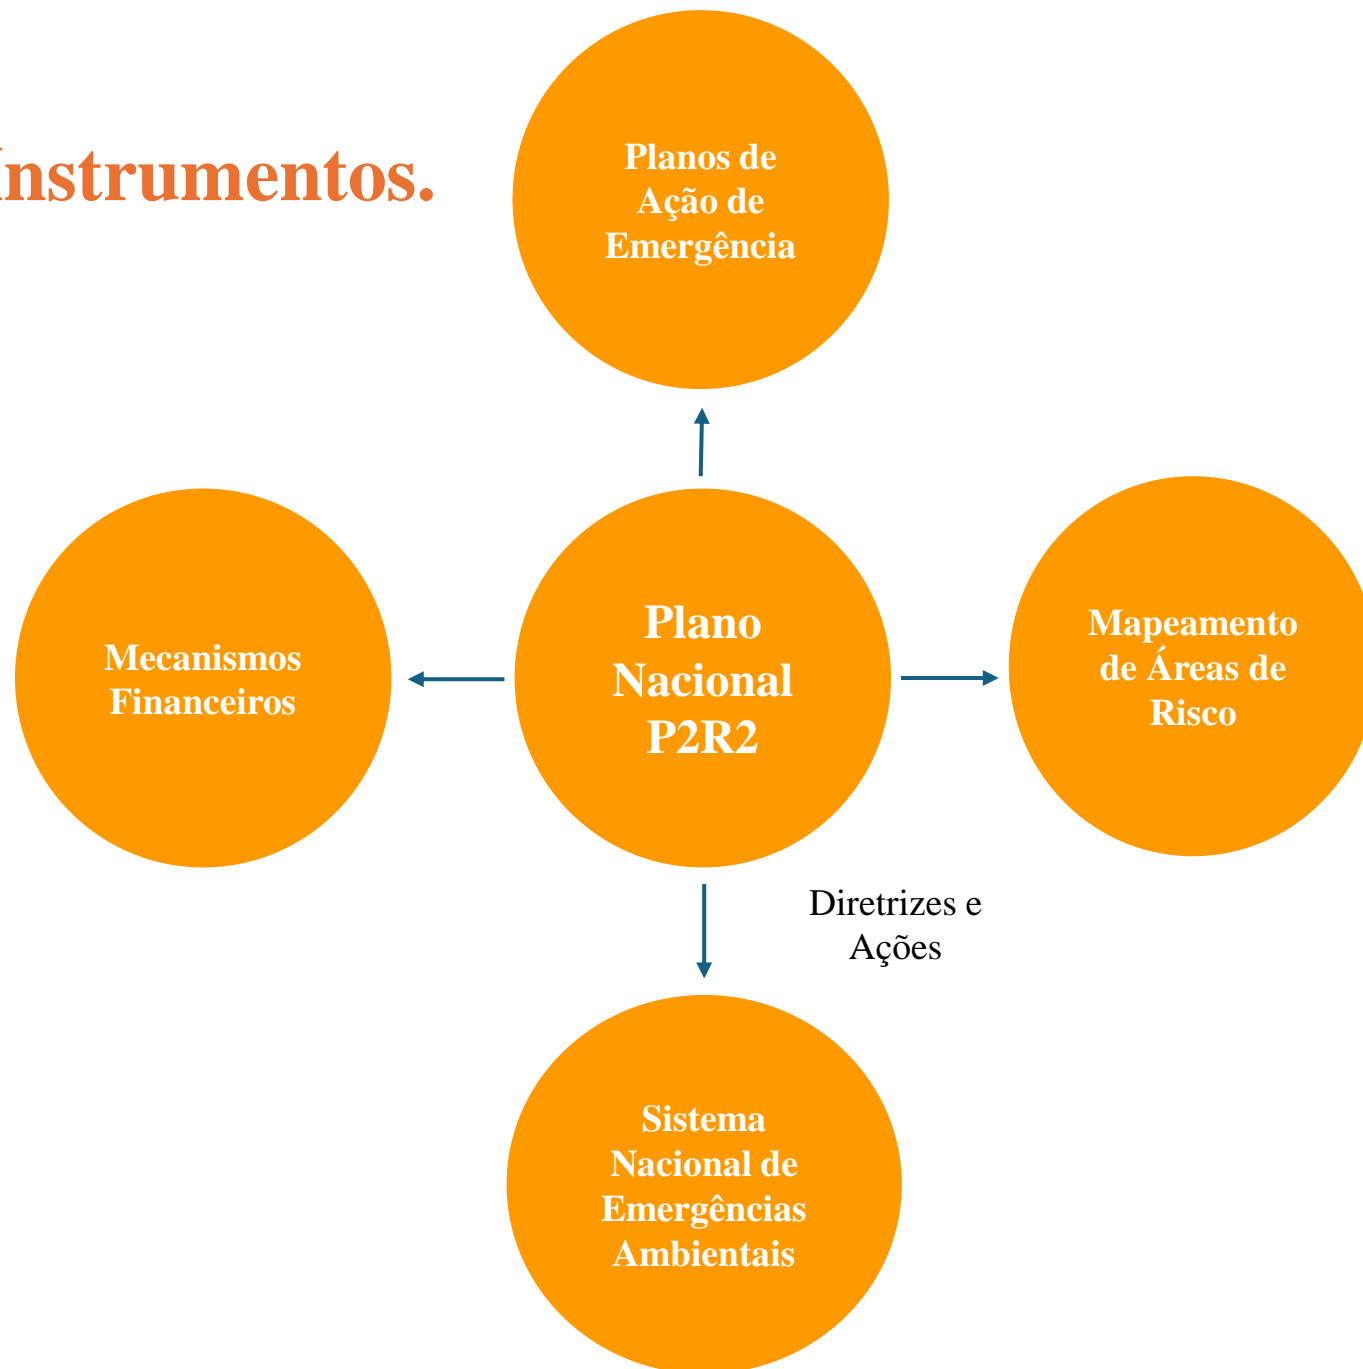 Instrumentos.
Planos de
Ação de
Emergência
Mecanismos
Financeiros
Plano
Nacional
P2R2
Mapeamento
de Áreas de
Risco
Diretrizes e
Ações
Sistema
Nacional de
Emergências
Ambientais